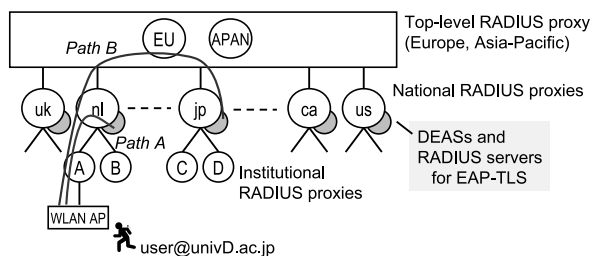 Top-level RADIUS proxy
(Europe, Asia-Pacific)
Path B
EU
APAN
National RADIUS proxies
uk
nl
jp
ca
us
DEASs and
RADIUS servers
for EAP-TLS
Path A
A
B
C
D
Institutional
RADIUS proxies
WLAN AP
user@univD.ac.jp